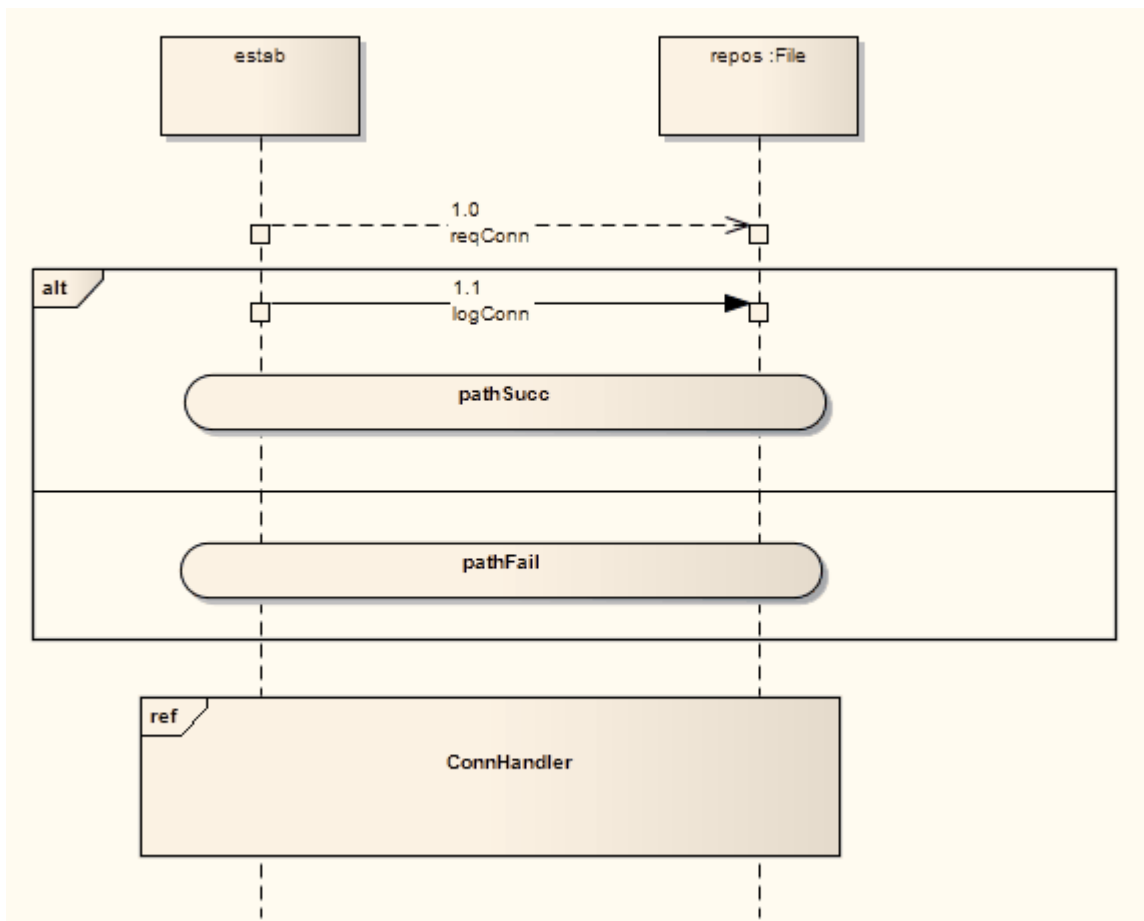 estab
repos :File
1.0
reqConn
alt
1.1
logConn
pathSucc
pathFail
ref
ConnHandler